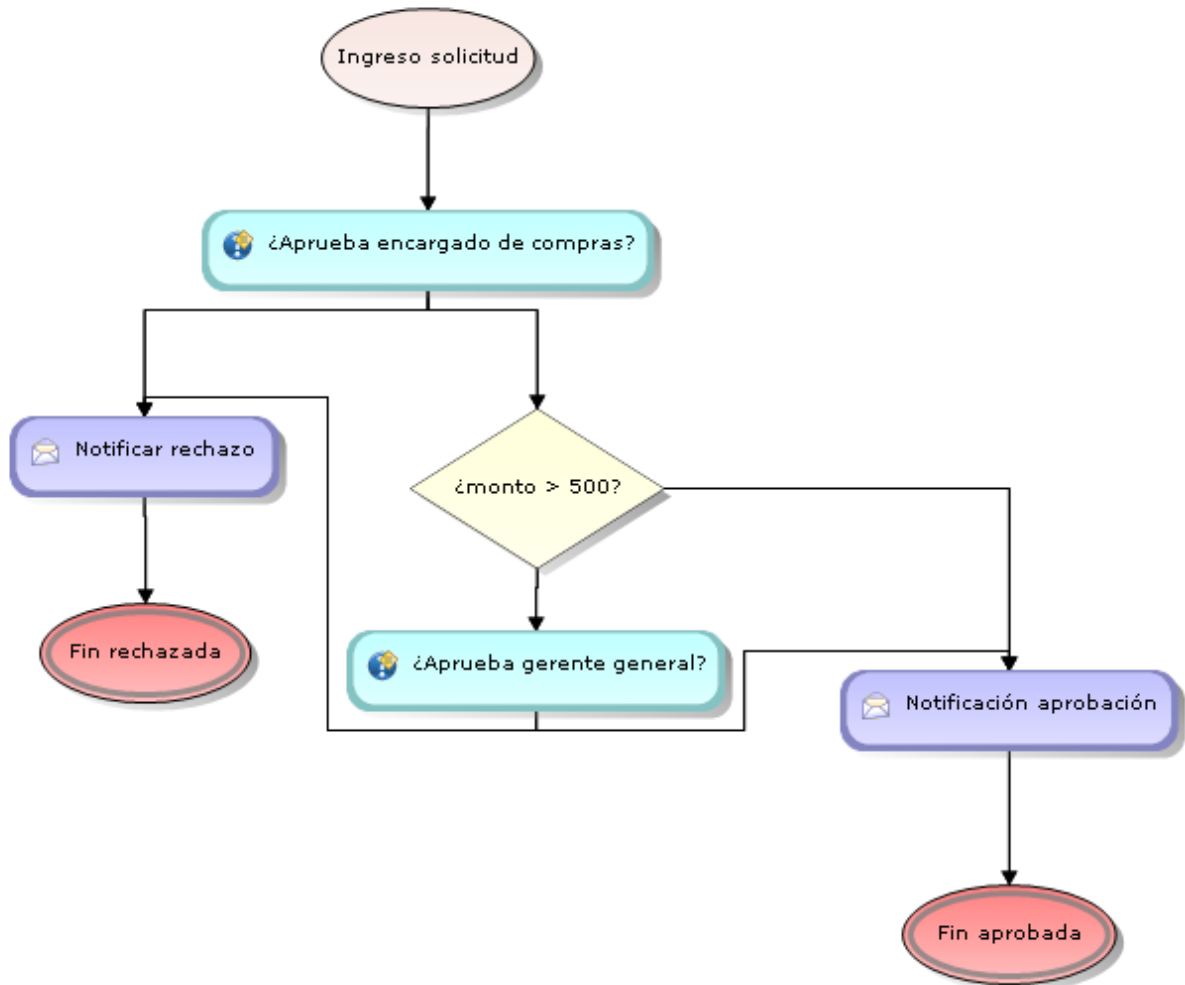 Ingreso solicitud
¿Aprueba encargado de compras?
Notificar rechazo
¿monto > 500?
Fin rechazada
¿Aprueba gerente general?
Notificación aprobación
Fin aprobada